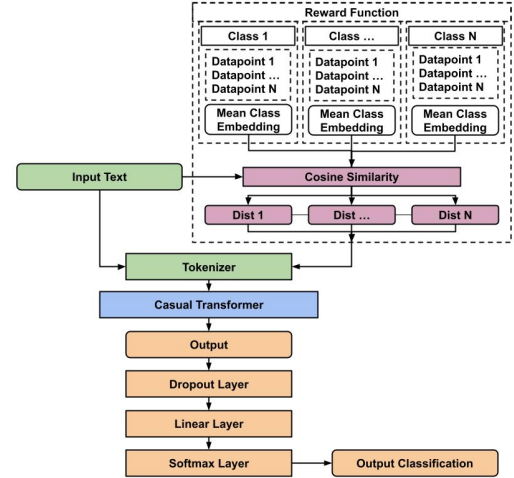 Reward Function
Class 1
Class ...
Class N
Datapoint 1
Datapoint ...
Datapoint N
Datapoint 1
Datapoint ...
Datapoint N
Datapoint 1
Datapoint ...
Datapoint N
Mean Class
Embedding
Mean Class
Embedding
Mean Class
Embedding
Input Text
Cosine Similarity
Dist 1
Dist ...
Dist N
Tokenizer
Casual Transformer
Output
Dropout Layer
Linear Layer
Softmax Layer
Output Classification